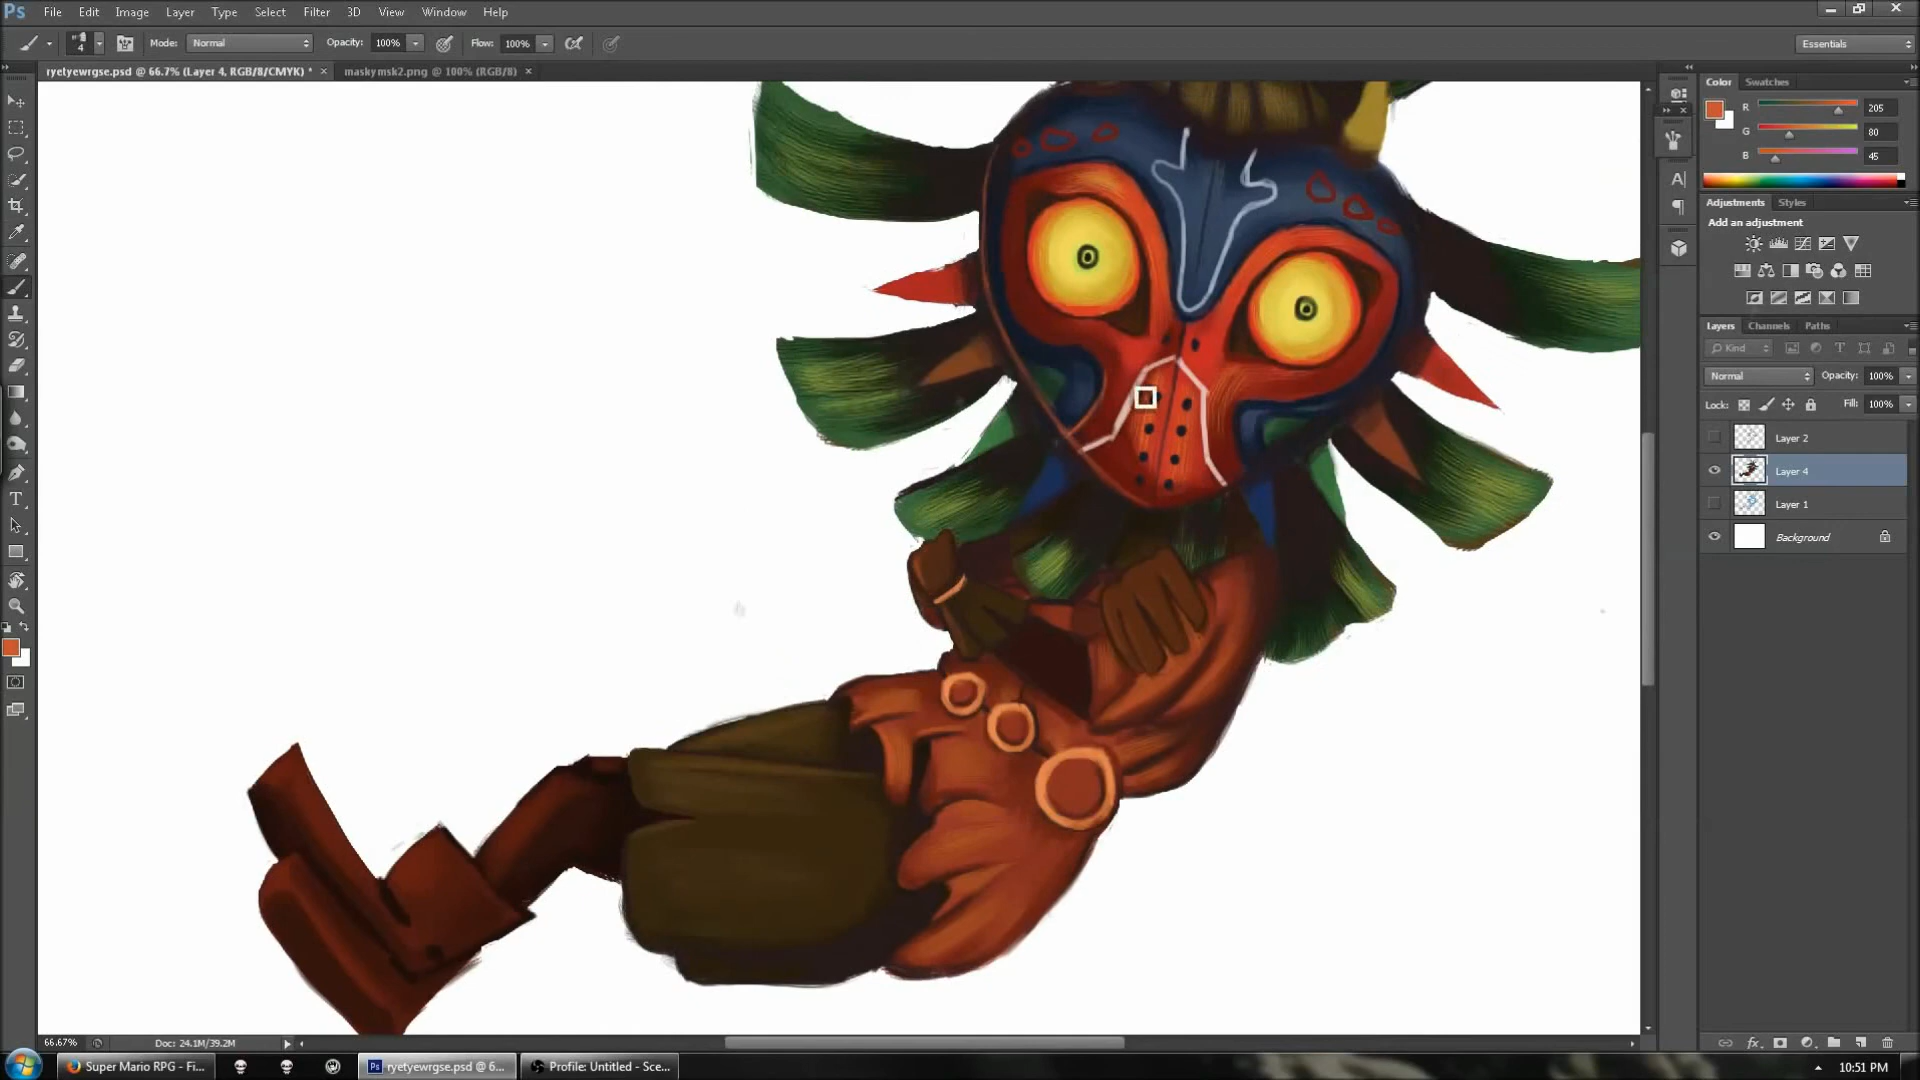 Ps File Edit Image Layer Type Select Filter 3D View Window Help
4 Mode: Normal Opacity: 100% Flow: 100% Essentials
ryetyewrgse.psd @ 66.7% (Layer 4, RGB/8/CMYK) * × maskymsk2.png @ 100% (RGB/8) ×
Color Swatches
R 205
G 80
B 45
Adjustments Styles
Add an adjustment
Layers Channels Paths
Kind
Normal Opacity: 100%
Lock: Fill: 100%
Layer 2
Layer 4
Layer 1
Background
66.67% Doc: 24.1M/39.2M
Super Mario RPG - Fi... Ps ryetyewrgse.psd @ 6... Profile: Untitled - Sce... 10:51 PM